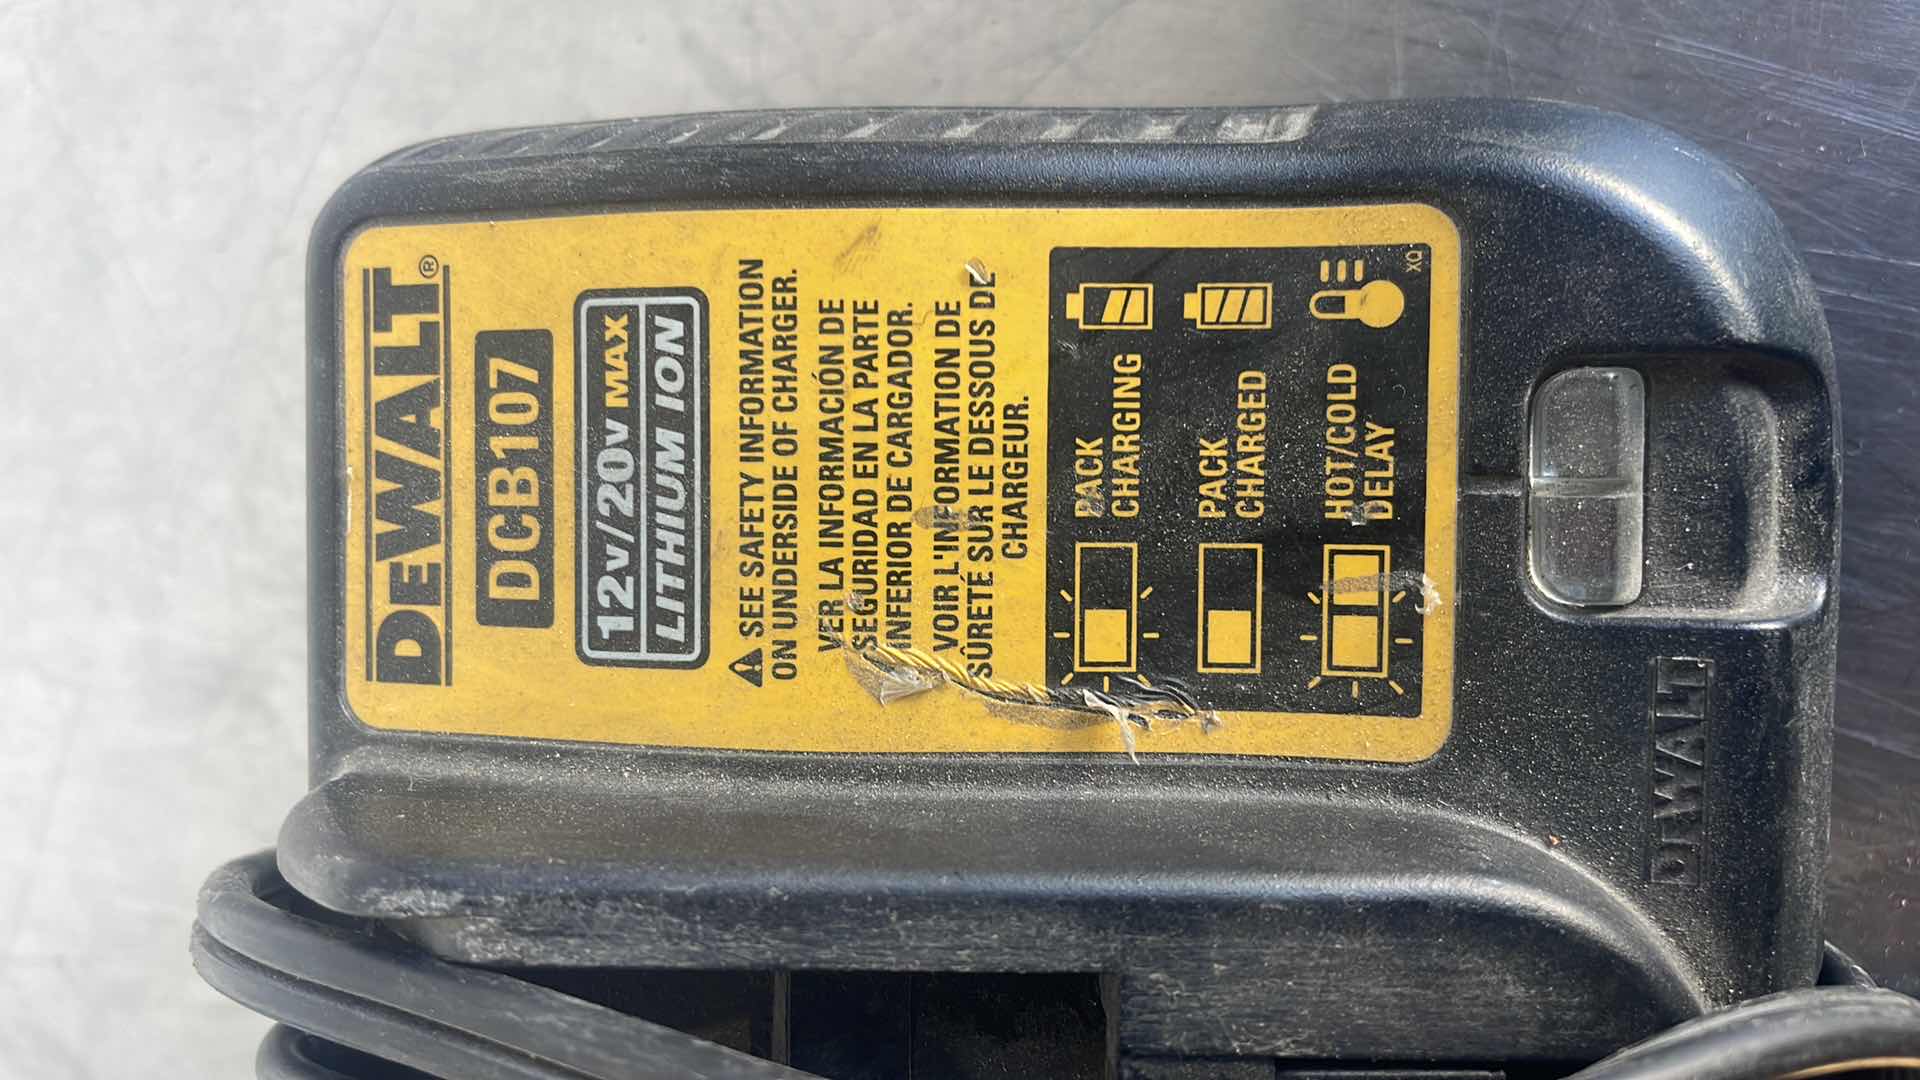 DEWALT®
DCB107
12V/20V MAX
LITHIUM ION
⚠ SEE SAFETY INFORMATION
ON UNDERSIDE OF CHARGER.
VER LA INFORMACIÓN DE
SEGURIDAD EN LA PARTE
INFERIOR DE CARGADOR.
VOIR L'INFORMATION DE
SÛRETÉ SUR LE DESSOUS DE
CHARGEUR.
PACK
CHARGING
PACK
CHARGED
HOT/COLD
DELAY
XQ
DEWALT